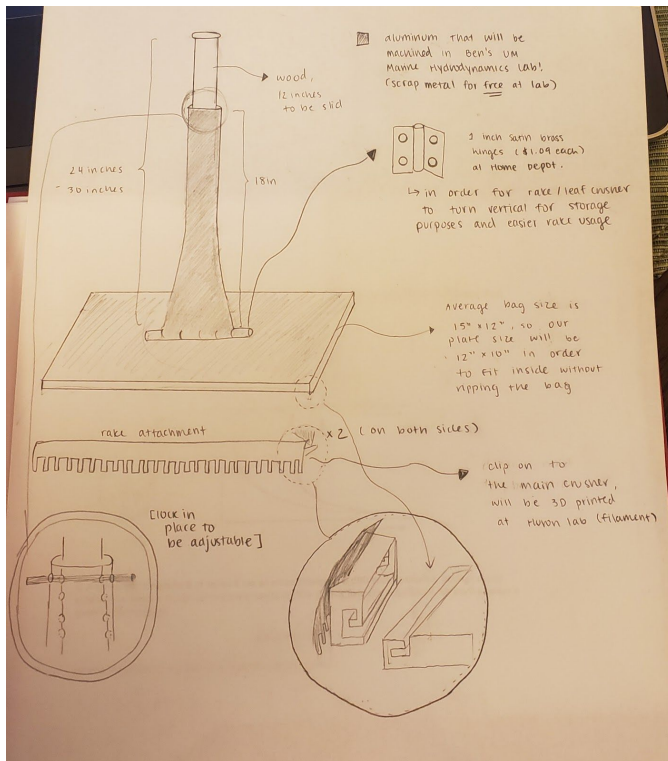 aluminum that will be
machined in Ben's UM
Marine Hydrodynamics Lab!
(scrap metal for free at lab)
wood,
12 inches
to be slid
1 inch satin brass
hinges ($1.09 each)
at Home Depot.
24 inches
- 30 inches
18in
↳ in order for rake/leaf crusher
to turn vertical for storage
purposes and easier rake usage
Average bag size is
15" x 12", so our
plate size will be
12" x 10" in order
to fit inside without
ripping the bag
rake attachment
x2 (on both sides)
clip on to
the main crusher,
will be 3D printed
at Huron lab (filament)
[lock in
place to
be adjustable]